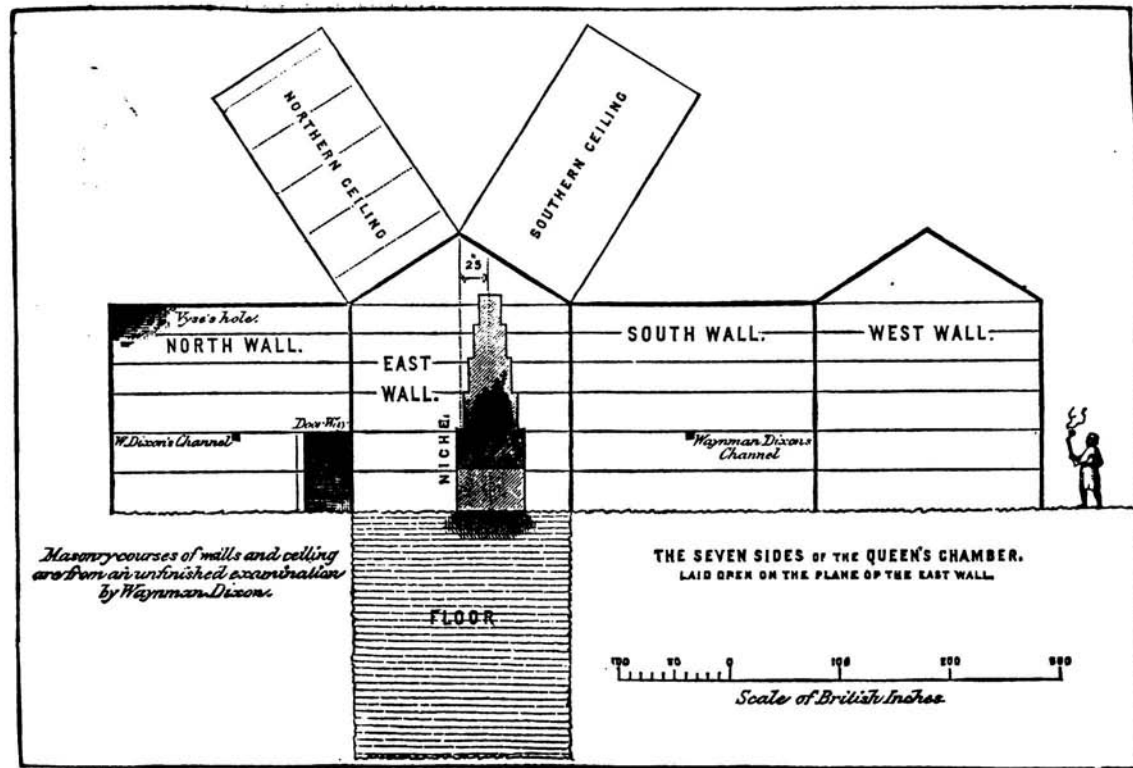 NORTHERN CEILING
SOUTHERN CEILING
25"
Vyse's hole.
NORTH WALL.
EAST
WALL.
SOUTH WALL.
WEST WALL.
NICHE.
Door-Way
W. Dixon's Channel
Waynman Dixons
Channel
Masonry courses of walls and ceiling
are from an unfinished examination
by Waynman Dixon.
THE SEVEN SIDES OF THE QUEEN'S CHAMBER.
LAID OPEN ON THE PLANE OF THE EAST WALL.
FLOOR
100 50 0 100 200 300
Scale of British Inches.